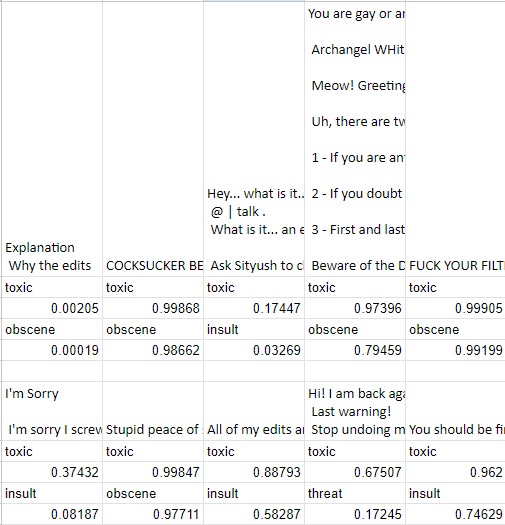 You are gay or ar
Archangel WHit
Meow! Greeting
Uh, there are tw
1 - If you are an
Hey... what is it.. 2 - If you doubt
@ | talk .
What is it... an e 3 - First and last
Explanation
Why the edits COCKSUCKER BE Ask Sityush to cl Beware of the D FUCK YOUR FILT
toxic toxic toxic toxic toxic
0.00205 0.99868 0.17447 0.97396 0.99905
obscene obscene insult obscene obscene
0.00019 0.98662 0.03269 0.79459 0.99199
I'm Sorry Hi! I am back aga
Last warning!
I'm sorry I screw Stupid peace of All of my edits ar Stop undoing m You should be fi
toxic toxic toxic toxic toxic
0.37432 0.99847 0.88793 0.67507 0.962
insult obscene insult threat insult
0.08187 0.97711 0.58287 0.17245 0.74629